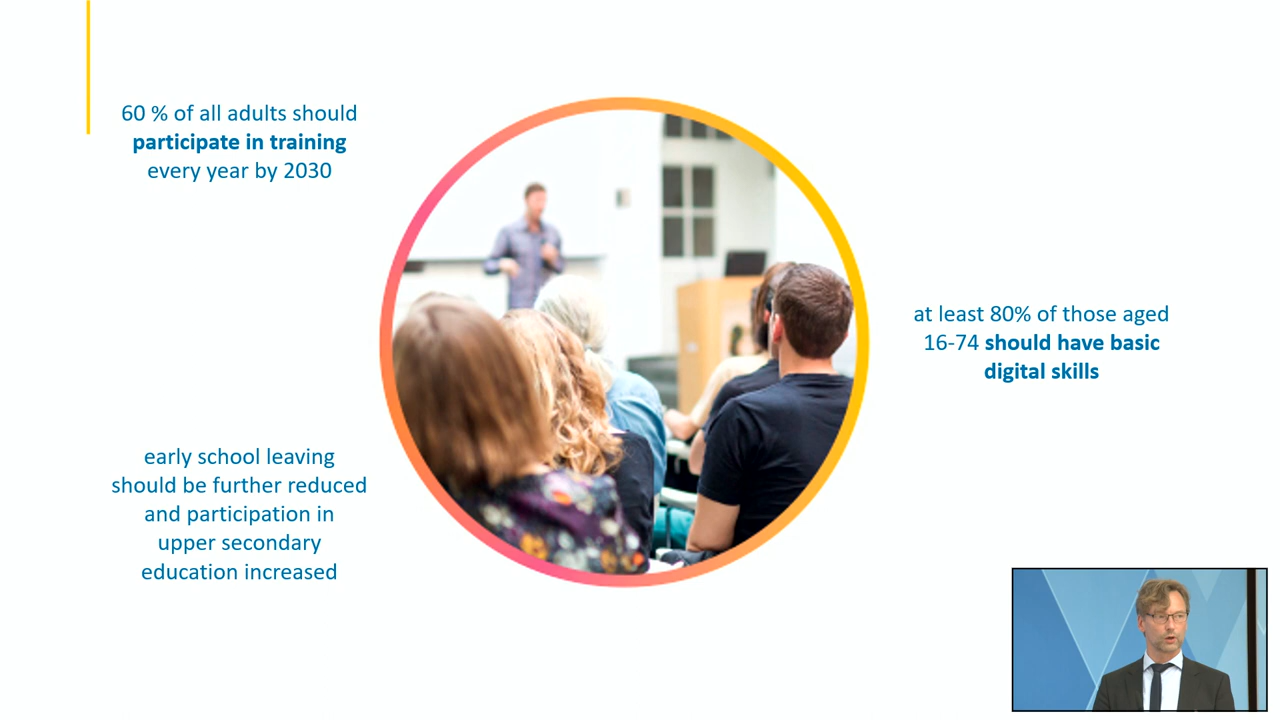 60 % of all adults should
participate in training
every year by 2030
at least 80% of those aged
16-74 should have basic
digital skills
early school leaving
should be further reduced
and participation in
upper secondary
education increased